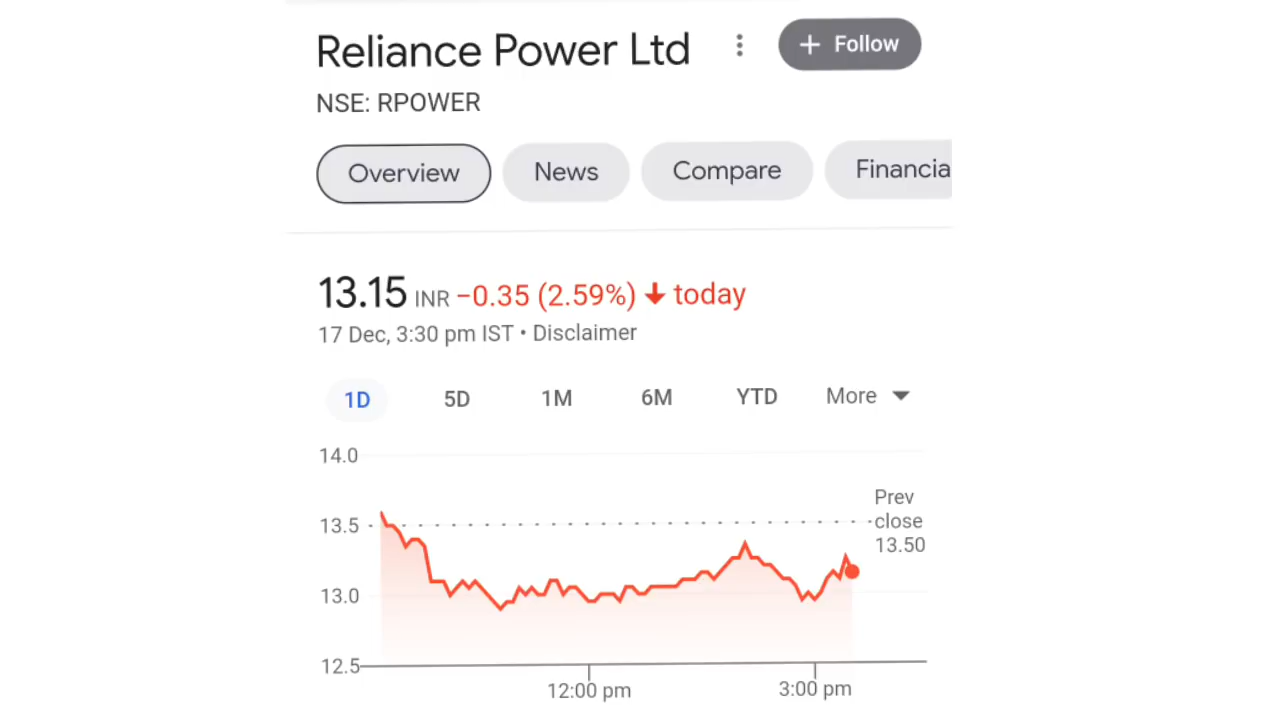 Reliance Power Ltd
+ Follow
NSE: RPOWER
Overview
News
Compare
Financia
13.15 INR −0.35 (2.59%) ↓ today
17 Dec, 3:30 pm IST • Disclaimer
1D
5D
1M
6M
YTD
More
14.0
Prev
close
13.50
13.5
13.0
12.5
12:00 pm
3:00 pm